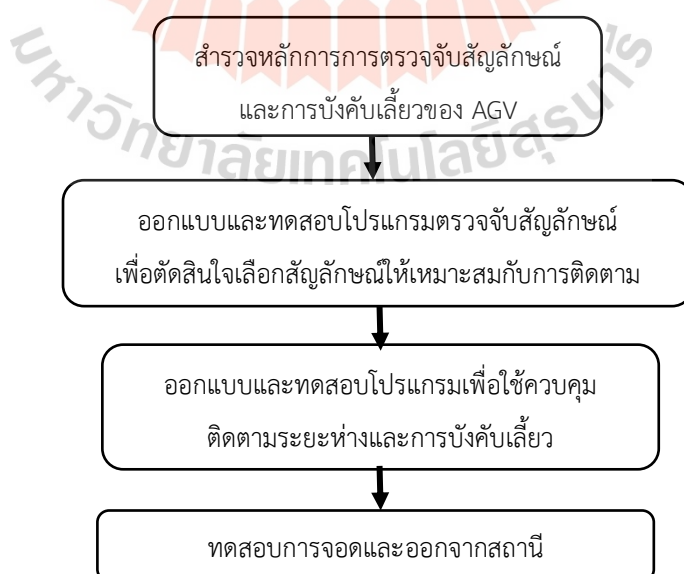 สำรวจหลักการการตรวจจับสัญลักษณ์
และการบังคับเลี้ยวของ AGV
ออกแบบและทดสอบโปรแกรมตรวจจับสัญลักษณ์
เพื่อตัดสินใจเลือกสัญลักษณ์ให้เหมาะสมกับการติดตาม
ออกแบบและทดสอบโปรแกรมเพื่อใช้ควบคุม
ติดตามระยะห่างและการบังคับเลี้ยว
ทดสอบการจอดและออกจากสถานี